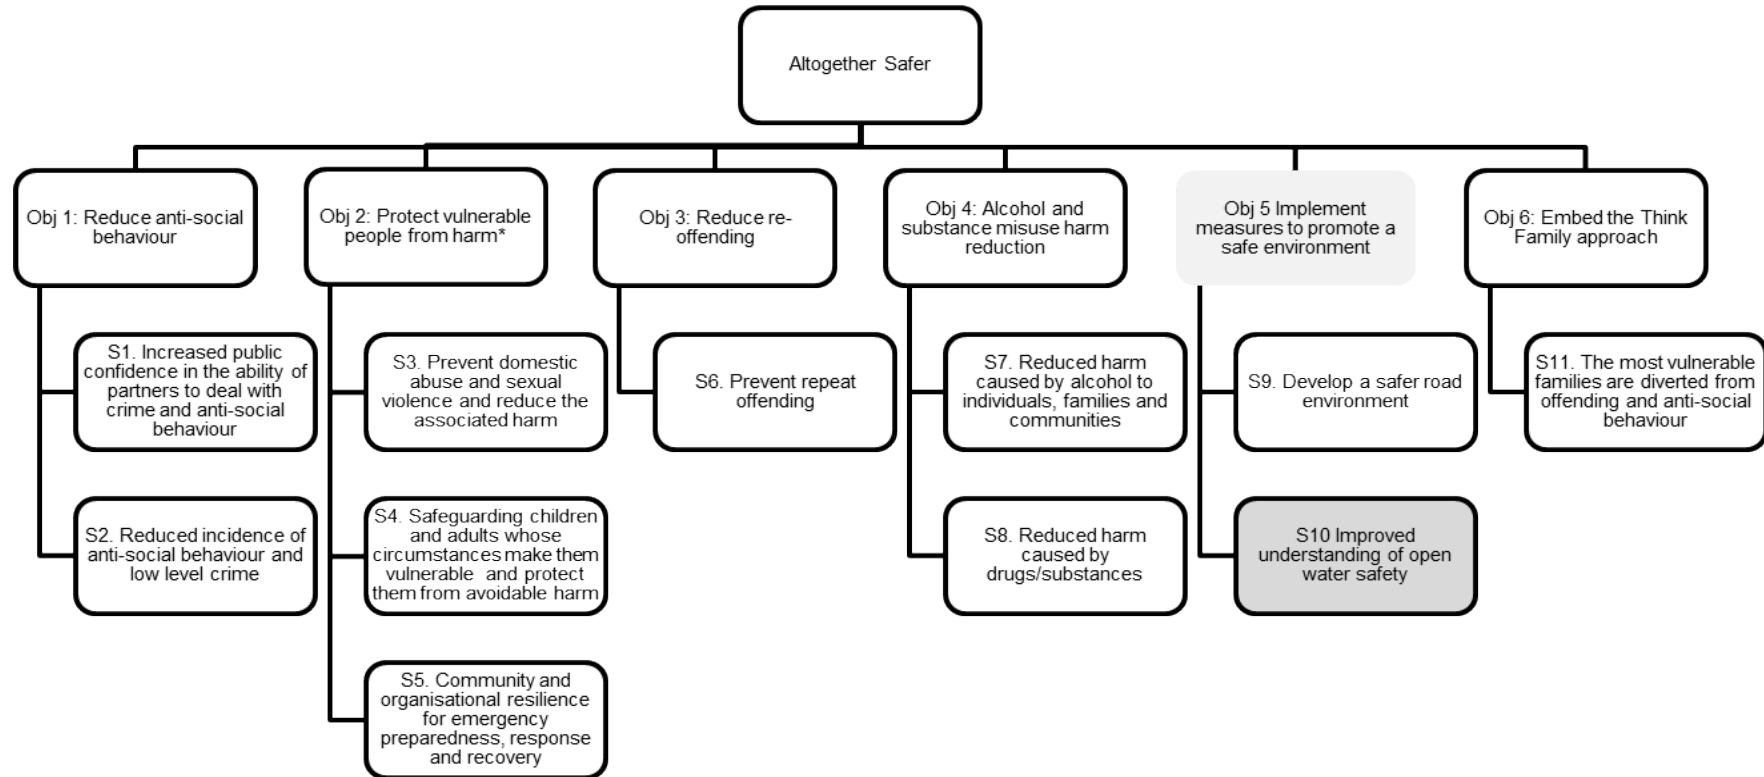 Altogether Safer
Obj 1: Reduce anti-social
behaviour
Obj 2: Protect vulnerable
people from harm*
Obj 3: Reduce re-
offending
Obj 4: Alcohol and
substance misuse harm
reduction
Obj 5 Implement
measures to promote a
safe environment
Obj 6: Embed the Think
Family approach
S1. Increased public
confidence in the ability of
partners to deal with
crime and anti-social
behaviour
S3. Prevent domestic
abuse and sexual
violence and reduce the
associated harm
S6. Prevent repeat
offending
S7. Reduced harm
caused by alcohol to
individuals, families and
communities
S9. Develop a safer road
environment
S11. The most vulnerable
families are diverted from
offending and anti-social
behaviour
S2. Reduced incidence of
anti-social behaviour and
low level crime
S4. Safeguarding children
and adults whose
circumstances make them
vulnerable and protect
them from avoidable harm
S8. Reduced harm
caused by
drugs/substances
S10 Improved
understanding of open
water safety
S5. Community and
organisational resilience
for emergency
preparedness, response
and recovery